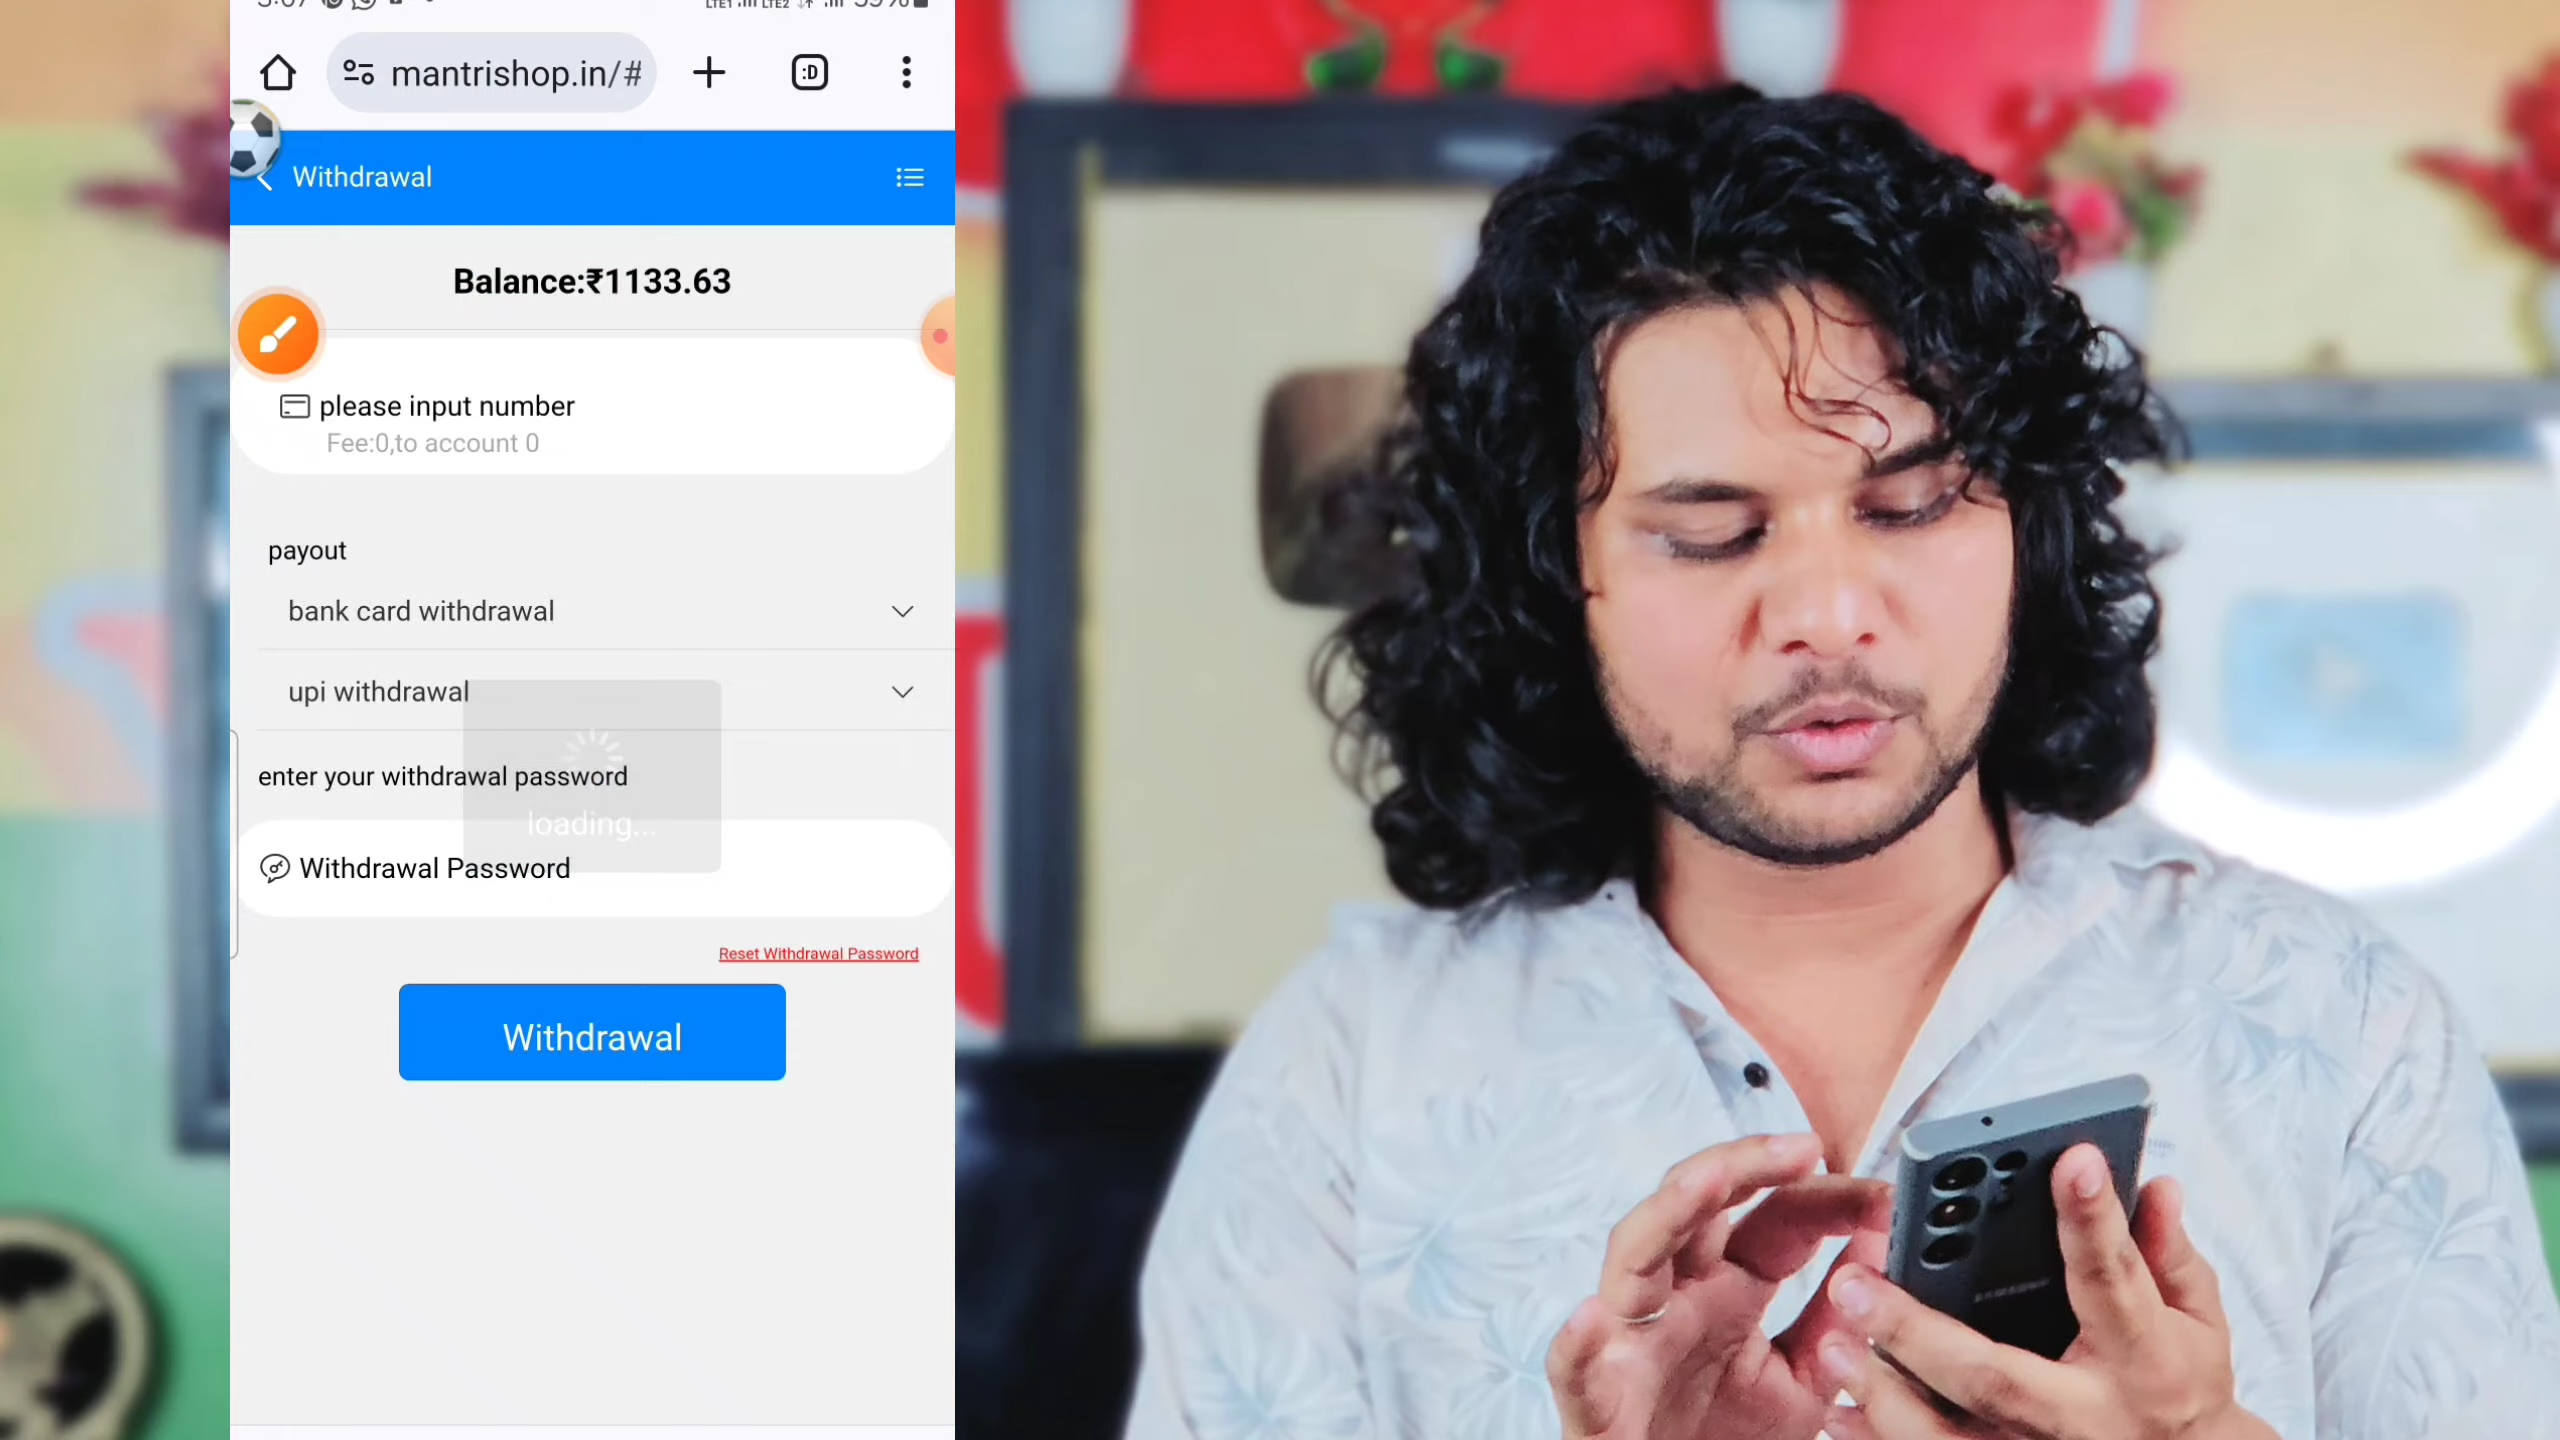 mantrishop.in/#
:D
Withdrawal
Balance:₹1133.63
please input number
Fee:0,to account 0
payout
bank card withdrawal
upi withdrawal
enter your withdrawal password
loading...
Withdrawal Password
Reset Withdrawal Password
Withdrawal
SAMSUNG